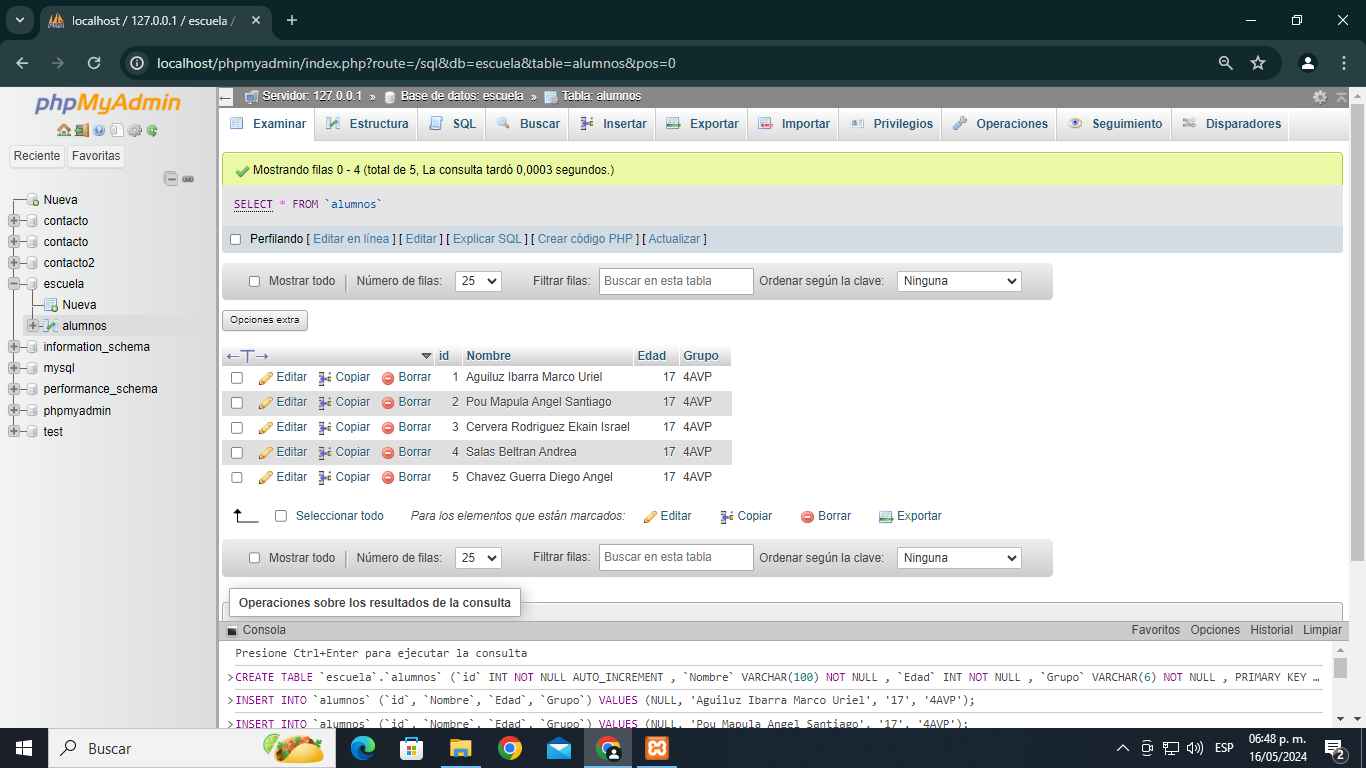 localhost / 127.0.0.1 / escuela /
localhost/phpmyadmin/index.php?route=/sql&db=escuela&table=alumnos&pos=0
phpMyAdmin
Reciente Favoritas
Nueva
contacto
contacto
contacto2
escuela
Nueva
alumnos
information_schema
mysql
performance_schema
phpmyadmin
test
Servidor: 127.0.0.1 » Base de datos: escuela » Tabla: alumnos
Examinar Estructura SQL Buscar Insertar Exportar Importar Privilegios Operaciones Seguimiento Disparadores
Mostrando filas 0 - 4 (total de 5, La consulta tardó 0,0003 segundos.)
SELECT * FROM `alumnos`
Perfilando [ Editar en línea ] [ Editar ] [ Explicar SQL ] [ Crear código PHP ] [ Actualizar ]
Mostrar todo Número de filas: 25 Filtrar filas: Buscar en esta tabla Ordenar según la clave: Ninguna
Opciones extra
←T→ id Nombre Edad Grupo
Editar Copiar Borrar 1 Aguiluz Ibarra Marco Uriel 17 4AVP
Editar Copiar Borrar 2 Pou Mapula Angel Santiago 17 4AVP
Editar Copiar Borrar 3 Cervera Rodriguez Ekain Israel 17 4AVP
Editar Copiar Borrar 4 Salas Beltran Andrea 17 4AVP
Editar Copiar Borrar 5 Chavez Guerra Diego Angel 17 4AVP
Seleccionar todo Para los elementos que están marcados: Editar Copiar Borrar Exportar
Mostrar todo Número de filas: 25 Filtrar filas: Buscar en esta tabla Ordenar según la clave: Ninguna
Operaciones sobre los resultados de la consulta
Consola Favoritos Opciones Historial Limpiar
Presione Ctrl+Enter para ejecutar la consulta
>CREATE TABLE `escuela`.`alumnos` (`id` INT NOT NULL AUTO_INCREMENT , `Nombre` VARCHAR(100) NOT NULL , `Edad` INT NOT NULL , `Grupo` VARCHAR(6) NOT NULL , PRIMARY KEY …
>INSERT INTO `alumnos` (`id`, `Nombre`, `Edad`, `Grupo`) VALUES (NULL, 'Aguiluz Ibarra Marco Uriel', '17', '4AVP');
>INSERT INTO `alumnos` (`id`, `Nombre`, `Edad`, `Grupo`) VALUES (NULL, 'Pou Mapula Angel Santiago', '17', '4AVP');
Buscar
ESP
06:48 p. m.
16/05/2024
2